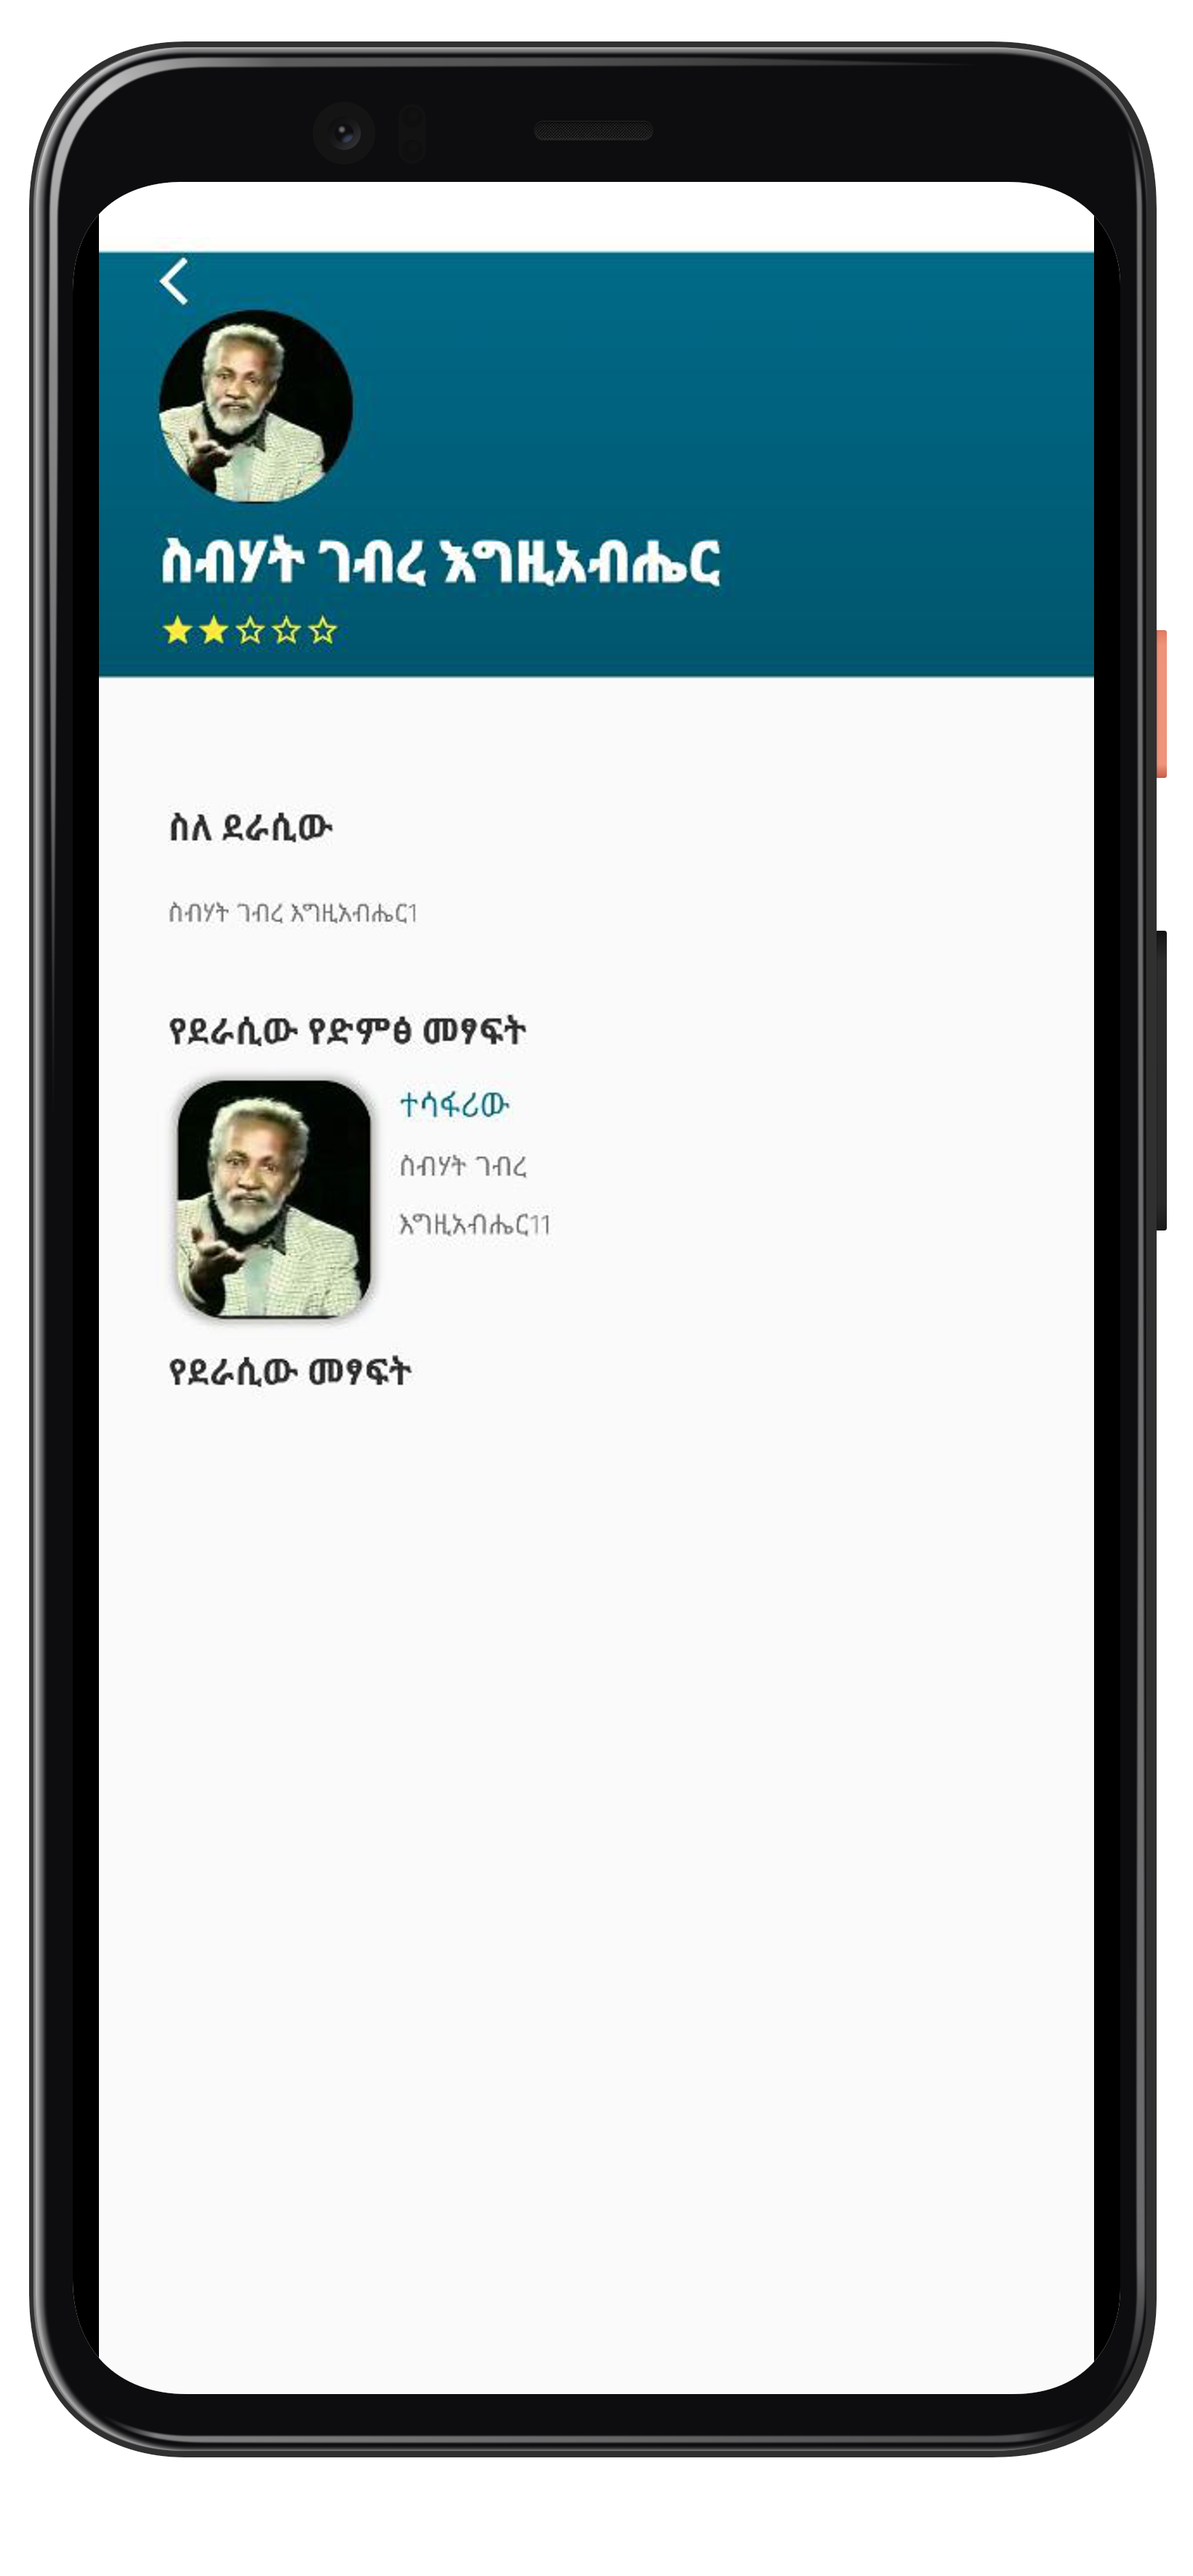 ስብሃት ገብረ እግዚአብሔር
ስለ ደራሲው
ስብሃት ገብረ እግዚአብሔር1
የደራሲው የድምፅ መፃፍት
ተሳፋሪው
ስብሃት ገብረ
እግዚአብሔር11
የደራሲው መፃፍት